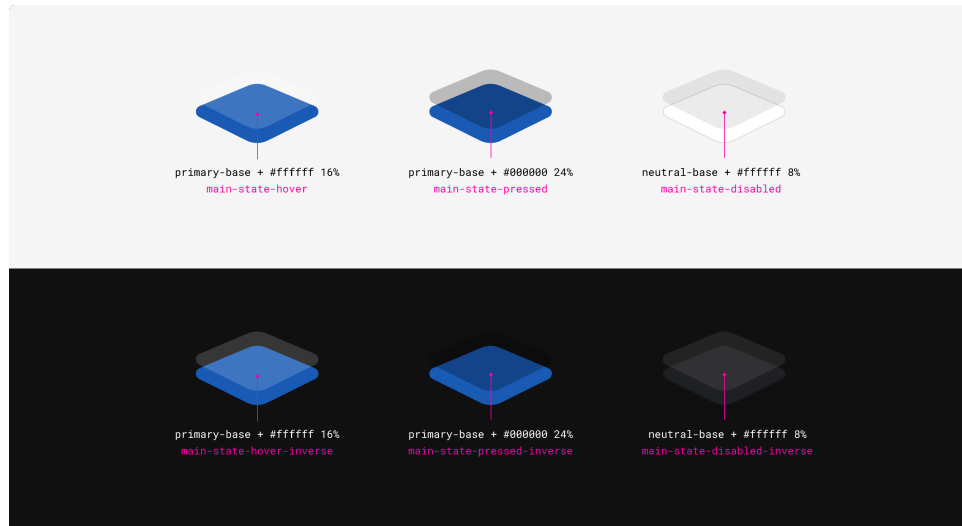 primary-base + #ffffff 16%
main-state-hover
primary-base + #000000 24%
main-state-pressed
neutral-base + #ffffff 8%
main-state-disabled
primary-base + #ffffff 16%
main-state-hover-inverse
primary-base + #000000 24%
main-state-pressed-inverse
neutral-base + #ffffff 8%
main-state-disabled-inverse